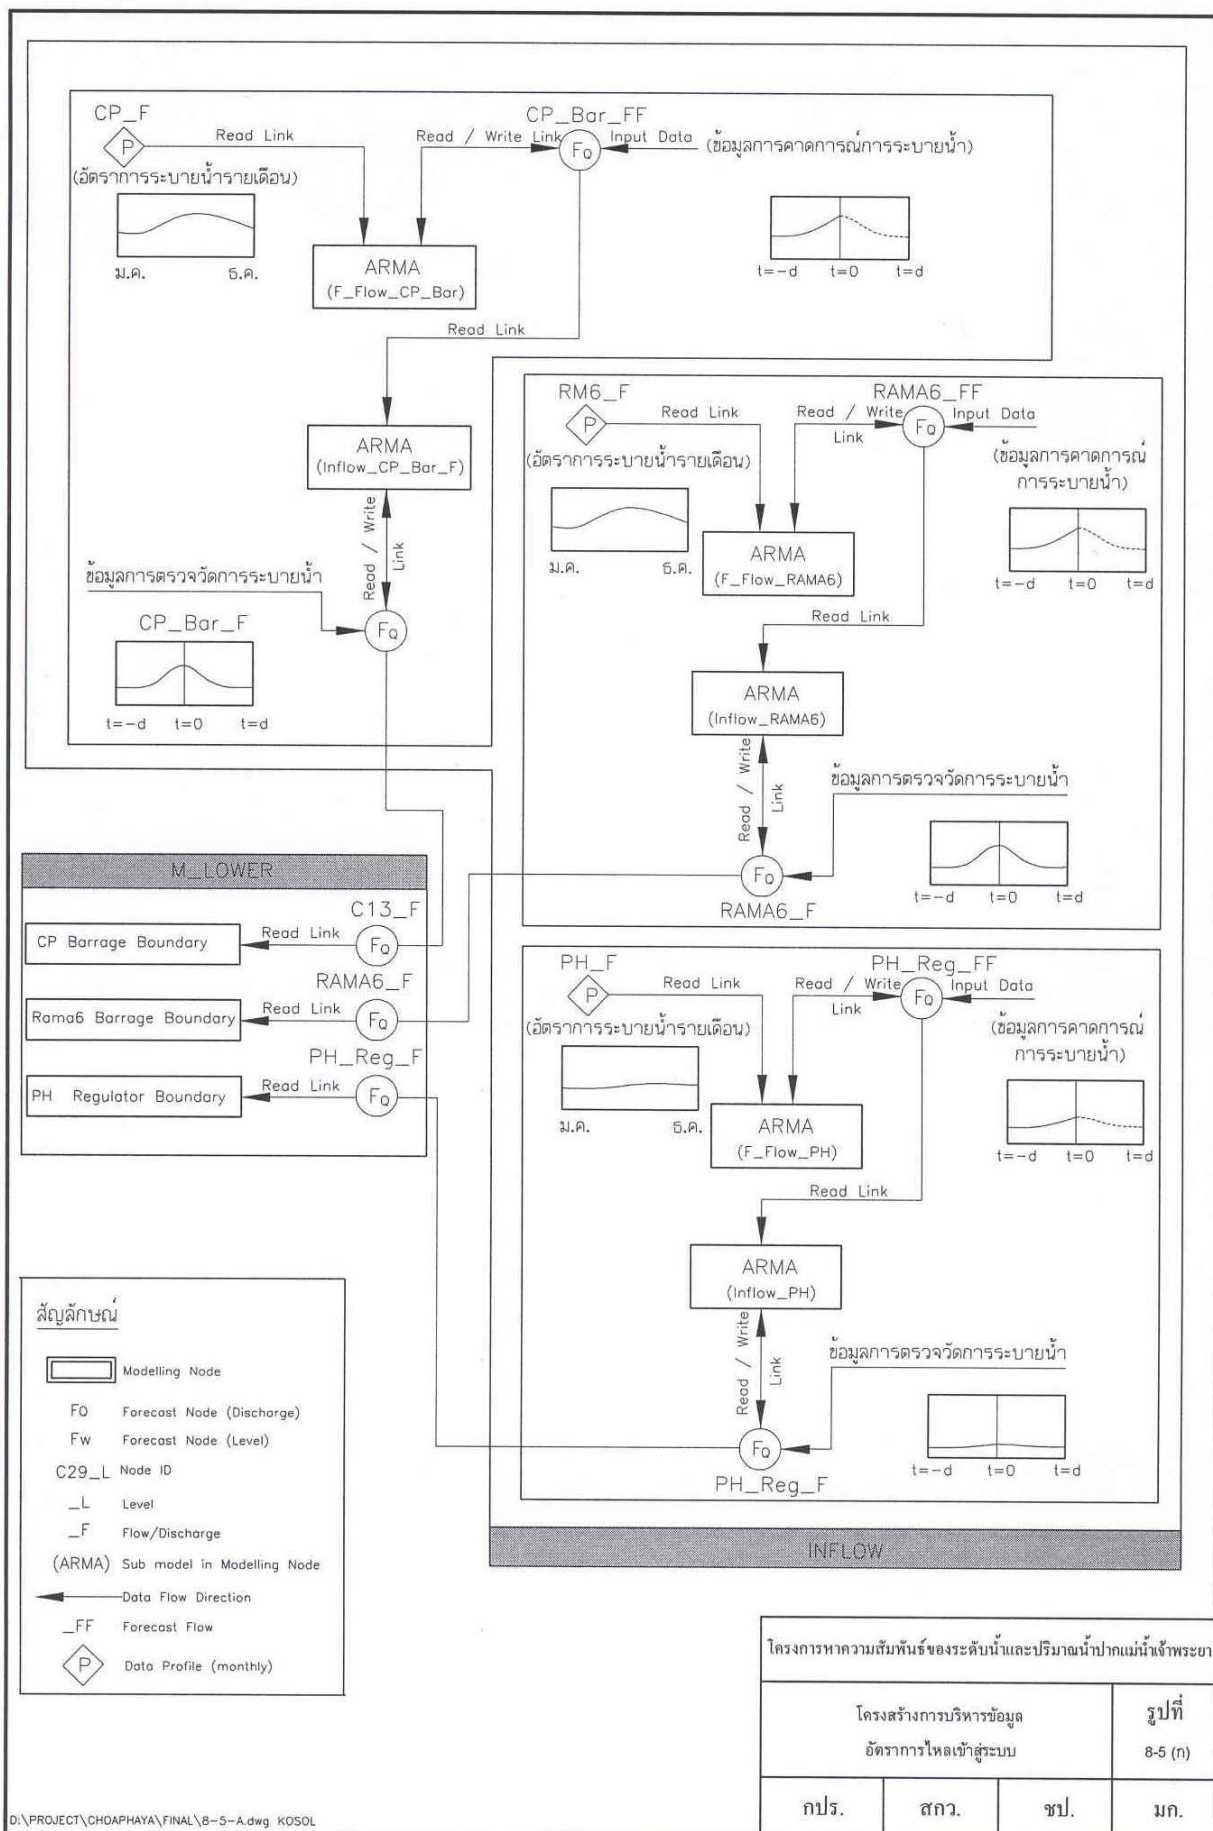 CP_F
P
Read Link
(อัตราการระบายน้ำรายเดือน)
ม.ค.
ธ.ค.
CP_Bar_FF
Read / Write Link
FQ
Input Data
(ข้อมูลการคาดการณ์การระบายน้ำ)
t=-d
t=0
t=d
ARMA
(F_Flow_CP_Bar)
Read Link
ARMA
(Inflow_CP_Bar_F)
Read / Write
Link
ข้อมูลการตรวจวัดการระบายน้ำ
FQ
CP_Bar_F
t=-d
t=0
t=d
RM6_F
P
Read Link
(อัตราการระบายน้ำรายเดือน)
ม.ค.
ธ.ค.
RAMA6_FF
Read / Write
Link
FQ
Input Data
(ข้อมูลการคาดการณ์
การระบายน้ำ)
t=-d
t=0
t=d
ARMA
(F_Flow_RAMA6)
Read Link
ARMA
(Inflow_RAMA6)
Read / Write
Link
ข้อมูลการตรวจวัดการระบายน้ำ
FQ
RAMA6_F
t=-d
t=0
t=d
M_LOWER
C13_F
CP Barrage Boundary
Read Link
FQ
RAMA6_F
Rama6 Barrage Boundary
Read Link
FQ
PH_Reg_F
PH Regulator Boundary
Read Link
FQ
PH_F
P
Read Link
(อัตราการระบายน้ำรายเดือน)
ม.ค.
ธ.ค.
PH_Reg_FF
Read / Write
Link
FQ
Input Data
(ข้อมูลการคาดการณ์
การระบายน้ำ)
t=-d
t=0
t=d
ARMA
(F_Flow_PH)
Read Link
ARMA
(Inflow_PH)
Read / Write
Link
ข้อมูลการตรวจวัดการระบายน้ำ
FQ
PH_Reg_F
t=-d
t=0
t=d
INFLOW
สัญลักษณ์
Modelling Node
FQ Forecast Node (Discharge)
Fw Forecast Node (Level)
C29_L Node ID
_L Level
_F Flow/Discharge
(ARMA) Sub model in Modelling Node
Data Flow Direction
_FF Forecast Flow
P Data Profile (monthly)
โครงการหาความสัมพันธ์ของระดับน้ำและปริมาณน้ำปากแม่น้ำเจ้าพระยา
โครงสร้างการบริหารข้อมูล
อัตราการไหลเข้าสู่ระบบ
รูปที่
8-5 (ก)
กปร.
สกว.
ชป.
มก.
D:\PROJECT\CHOAPHAYA\FINAL\8-5-A.dwg KOSOL